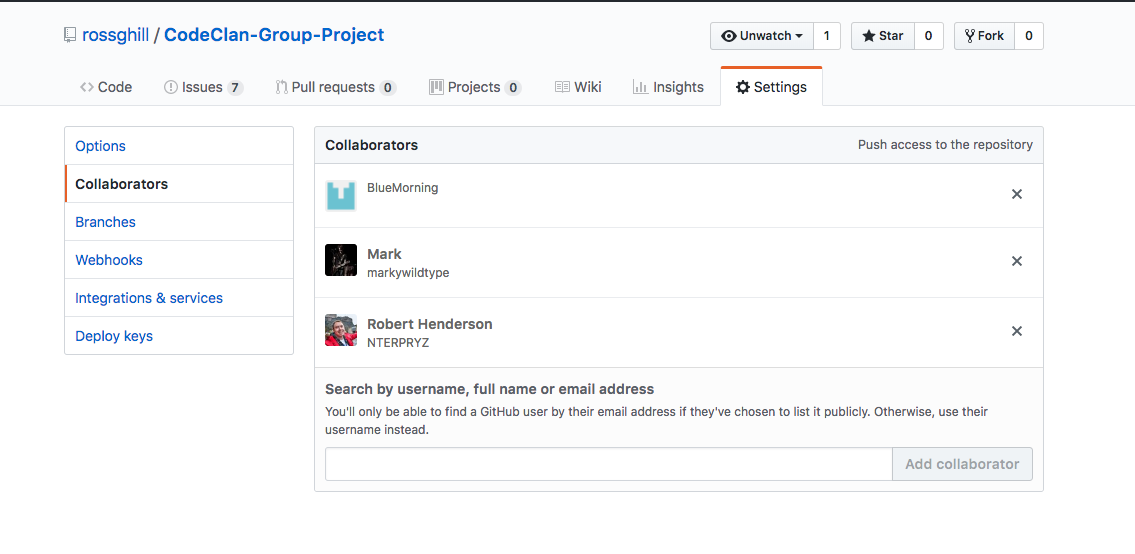 rossghill / CodeClan-Group-Project
Unwatch 1 Star 0 Fork 0
Code Issues 7 Pull requests 0 Projects 0 Wiki Insights Settings
Options
Collaborators
Branches
Webhooks
Integrations & services
Deploy keys
Collaborators Push access to the repository
BlueMorning
Mark
markywildtype
Robert Henderson
NTERPRYZ
Search by username, full name or email address
You'll only be able to find a GitHub user by their email address if they've chosen to list it publicly. Otherwise, use their
username instead.
Add collaborator